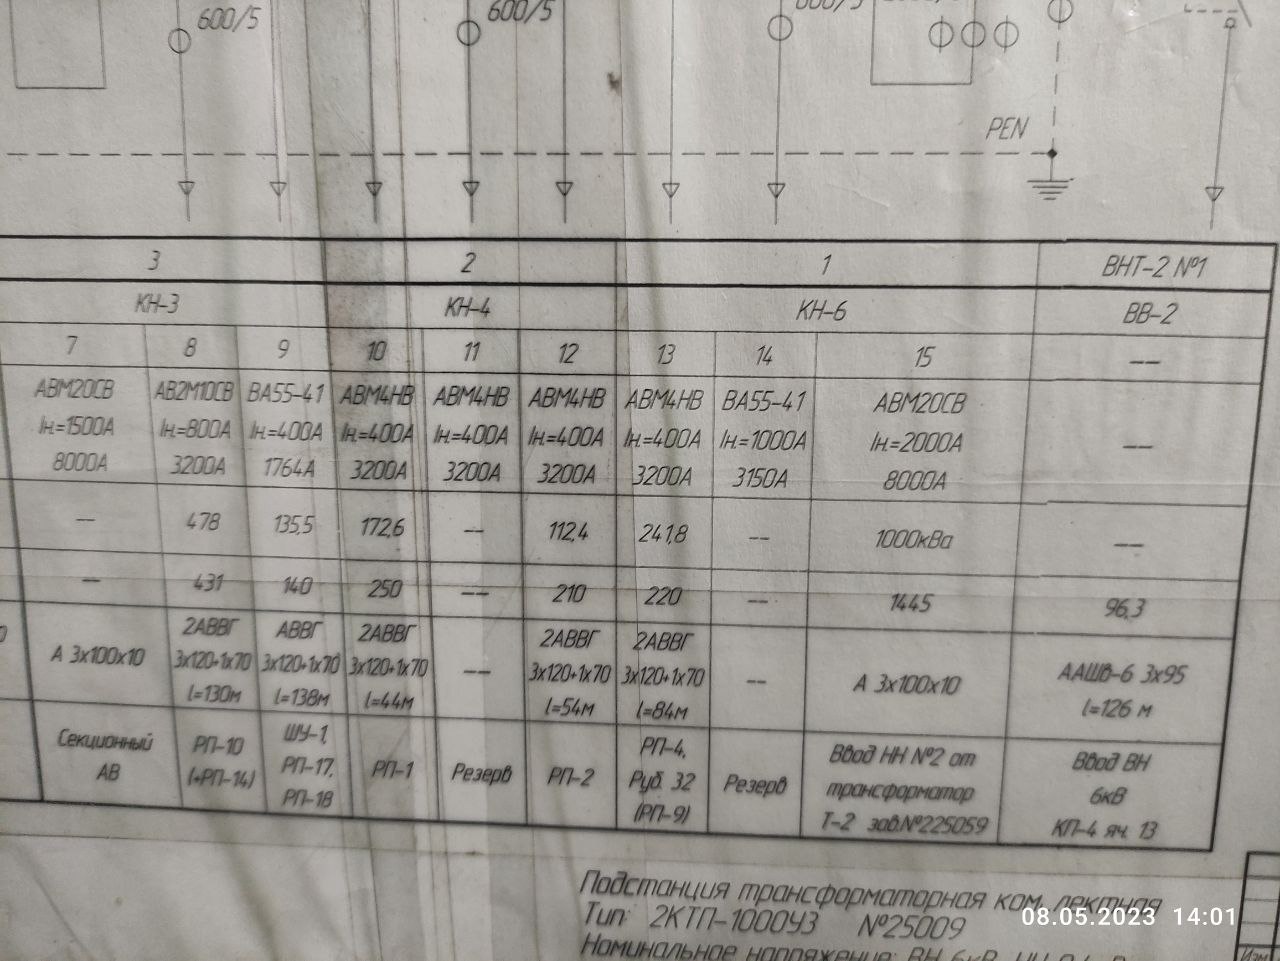 600/5
600/5
600/5
PEN
3
2
1
ВНТ-2 №1
КН-3
КН-4
КН-6
ВВ-2
7
8
9
10
11
12
13
14
15
--
АВМ20СВ
Iн.=1500А
8000А
АВ2М10СВ
Iн.=800А
3200А
ВА55-41
Iн.=400А
1764А
АВМ4НВ
Iн.=400А
3200А
АВМ4НВ
Iн.=400А
3200А
АВМ4НВ
Iн.=400А
3200А
АВМ4НВ
Iн.=400А
3200А
ВА55-41
Iн.=1000А
3150А
АВМ20СВ
Iн.=2000А
8000А
--
--
--
478
135,5
172,6
--
112,4
241,8
--
1000кВа
--
--
431
140
250
--
210
220
--
1445
96,3
А 3х100х10
2АВВГ
3х120+1х70
l=130м
АВВГ
3х120+1х70
l=138м
2АВВГ
3х120+1х70
l=44м
--
2АВВГ
3х120+1х70
l=54м
2АВВГ
3х120+1х70
l=84м
--
А 3х100х10
ААШв-6 3х95
l=126 м
Секционный
АВ
РП-10
(+РП-14)
ШУ-1,
РП-17,
РП-18
РП-1
Резерв
РП-2
РП-4,
Руб. 32
(РП-9)
Резерв
Ввод НН №2 от
трансформатор
Т-2 зав.№225059
Ввод ВН
6кВ
КП-4 яч. 13
Подстанция трансформаторная
Тип: 2КТП-1000У3 №25009
Номинальное напряжение: ВН 6кВ, НН
Изм
08.05.2023 14:01